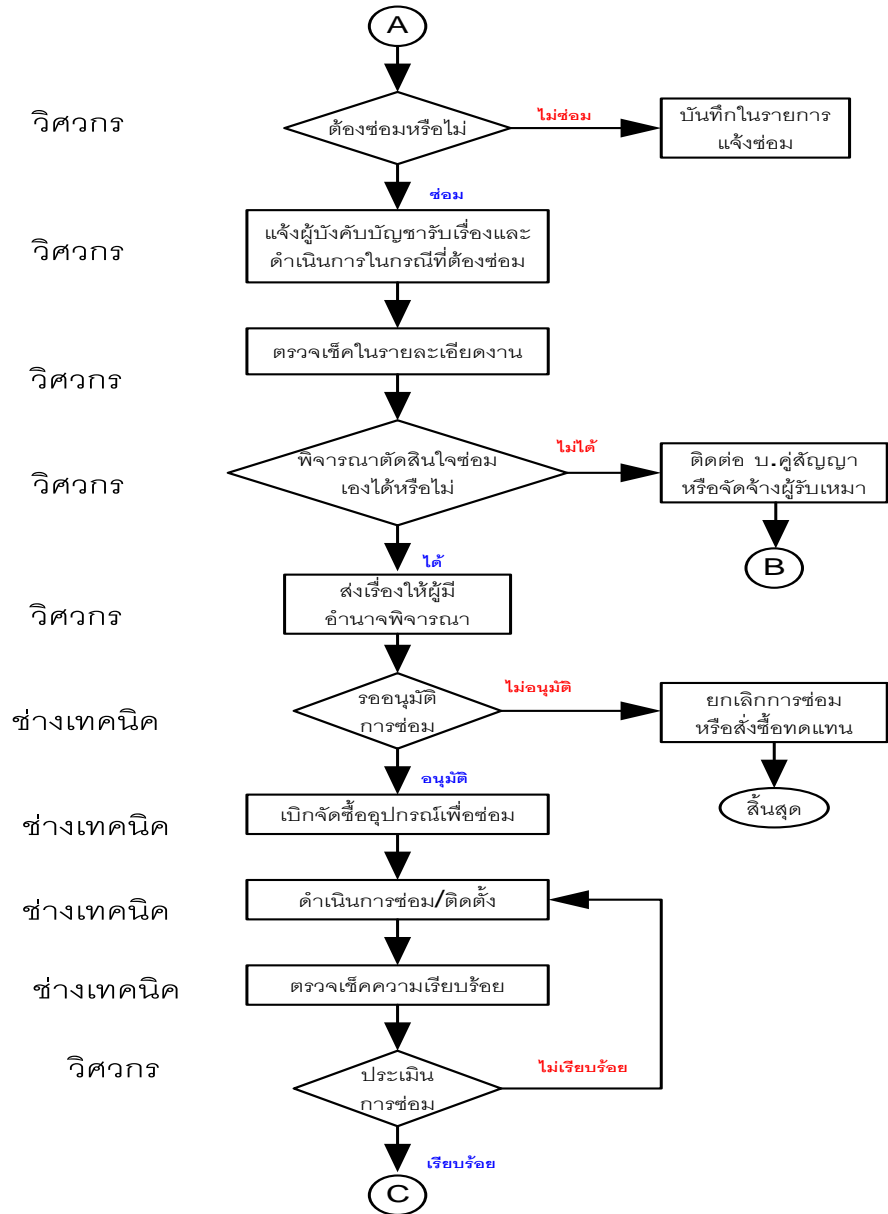 A
วิศวกร
ต้องซ่อมหรือไม่
ไม่ซ่อม
บันทึกในรายการ
แจ้งซ่อม
ซ่อม
วิศวกร
แจ้งผู้บังคับบัญชารับเรื่องและ
ดำเนินการในกรณีที่ต้องซ่อม
วิศวกร
ตรวจเช็คในรายละเอียดงาน
วิศวกร
พิจารณาตัดสินใจซ่อม
เองได้หรือไม่
ไม่ได้
ติดต่อ บ.คู่สัญญา
หรือจัดจ้างผู้รับเหมา
B
ได้
วิศวกร
ส่งเรื่องให้ผู้มี
อำนาจพิจารณา
ช่างเทคนิค
รออนุมัติ
การซ่อม
ไม่อนุมัติ
ยกเลิกการซ่อม
หรือสั่งซื้อทดแทน
สิ้นสุด
อนุมัติ
ช่างเทคนิค
เบิกจัดซื้ออุปกรณ์เพื่อซ่อม
ช่างเทคนิค
ดำเนินการซ่อม/ติดตั้ง
ช่างเทคนิค
ตรวจเช็คความเรียบร้อย
วิศวกร
ประเมิน
การซ่อม
ไม่เรียบร้อย
เรียบร้อย
C